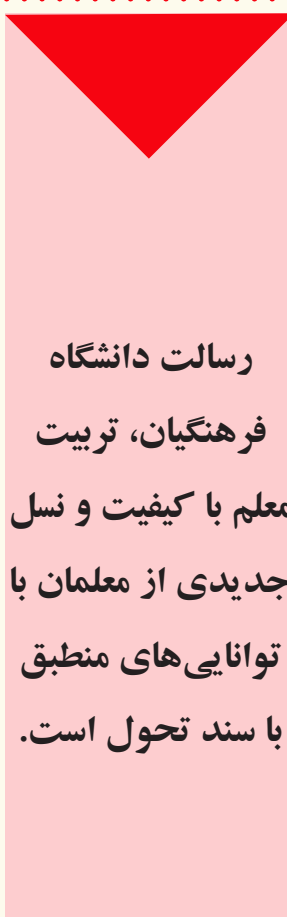 رسالت دانشگاه
فرهنگیان، تربیت
معلم با کیفیت و نسل
جدیدی از معلمان با
توانایی‌های منطبق
با سند تحول است.